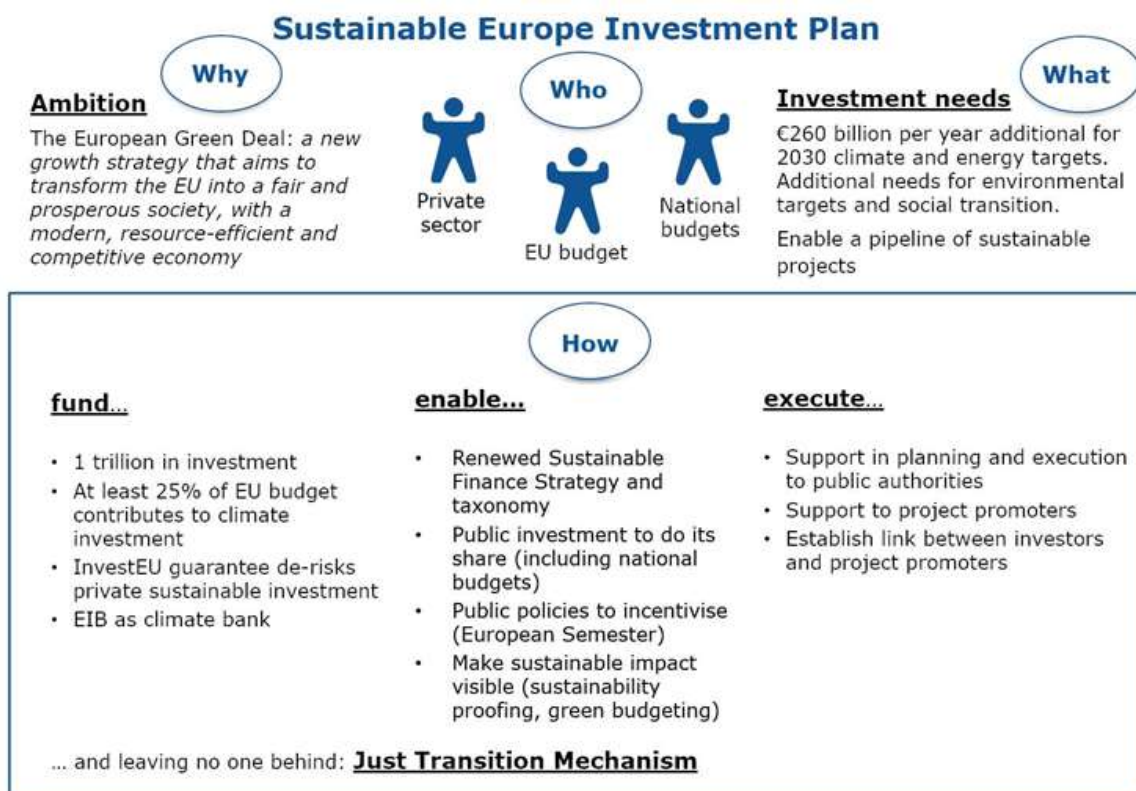 Sustainable Europe Investment Plan
Why
Ambition
The European Green Deal: a new
growth strategy that aims to
transform the EU into a fair and
prosperous society, with a
modern, resource-efficient and
competitive economy
Who
Private
sector
EU budget
National
budgets
What
Investment needs
€260 billion per year additional for
2030 climate and energy targets.
Additional needs for environmental
targets and social transition.
Enable a pipeline of sustainable
projects
How
fund...
• 1 trillion in investment
• At least 25% of EU budget
contributes to climate
investment
• InvestEU guarantee de-risks
private sustainable investment
• EIB as climate bank
enable...
• Renewed Sustainable
Finance Strategy and
taxonomy
• Public investment to do its
share (including national
budgets)
• Public policies to incentivise
(European Semester)
• Make sustainable impact
visible (sustainability
proofing, green budgeting)
execute...
• Support in planning and execution
to public authorities
• Support to project promoters
• Establish link between investors
and project promoters
... and leaving no one behind: Just Transition Mechanism